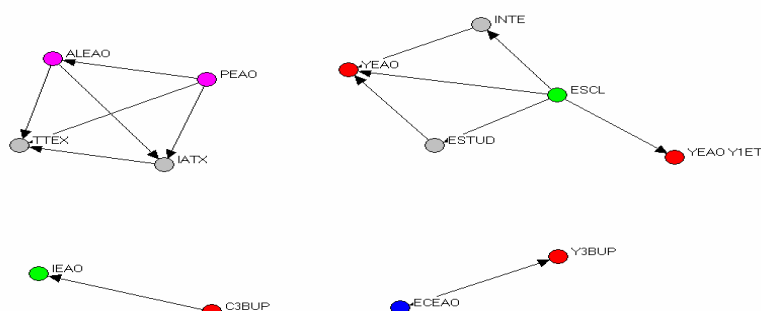 INTE
ALEAO
YEAO
PEAO
ESCL
TTEX
ESTUD
IATX
YEAO Y1ET
Y3BUP
IEAO
C3BUP
ECEAO